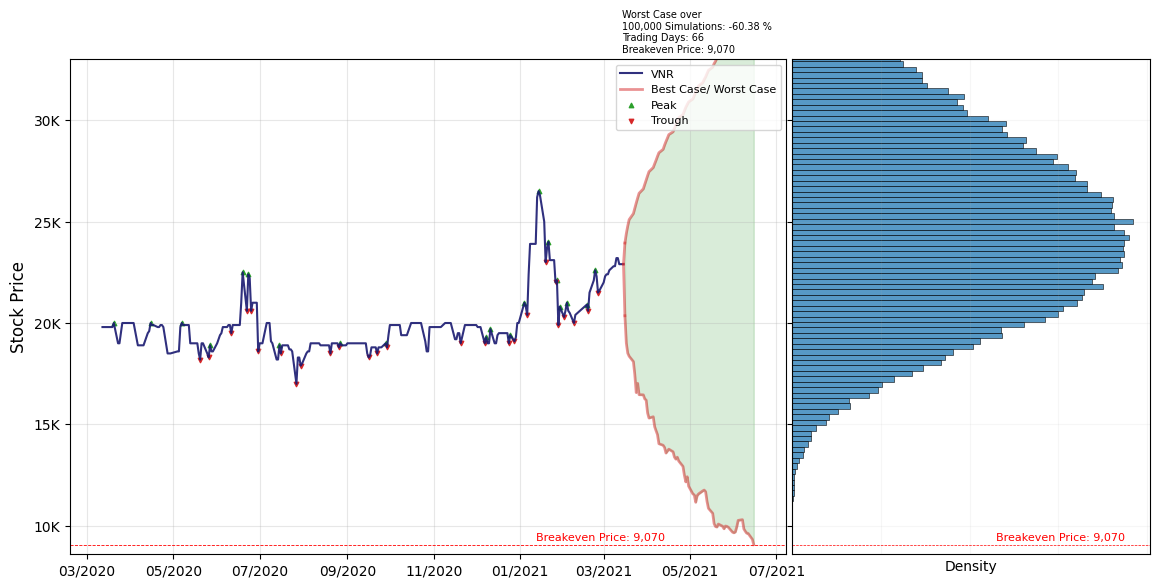 Worst Case over
100,000 Simulations: -60.38 %
Trading Days: 66
Breakeven Price: 9,070
VNR
Best Case/ Worst Case
Peak
Trough
Stock Price
30K
25K
20K
15K
10K
Breakeven Price: 9,070
Breakeven Price: 9,070
03/2020
05/2020
07/2020
09/2020
11/2020
01/2021
03/2021
05/2021
07/2021
Density